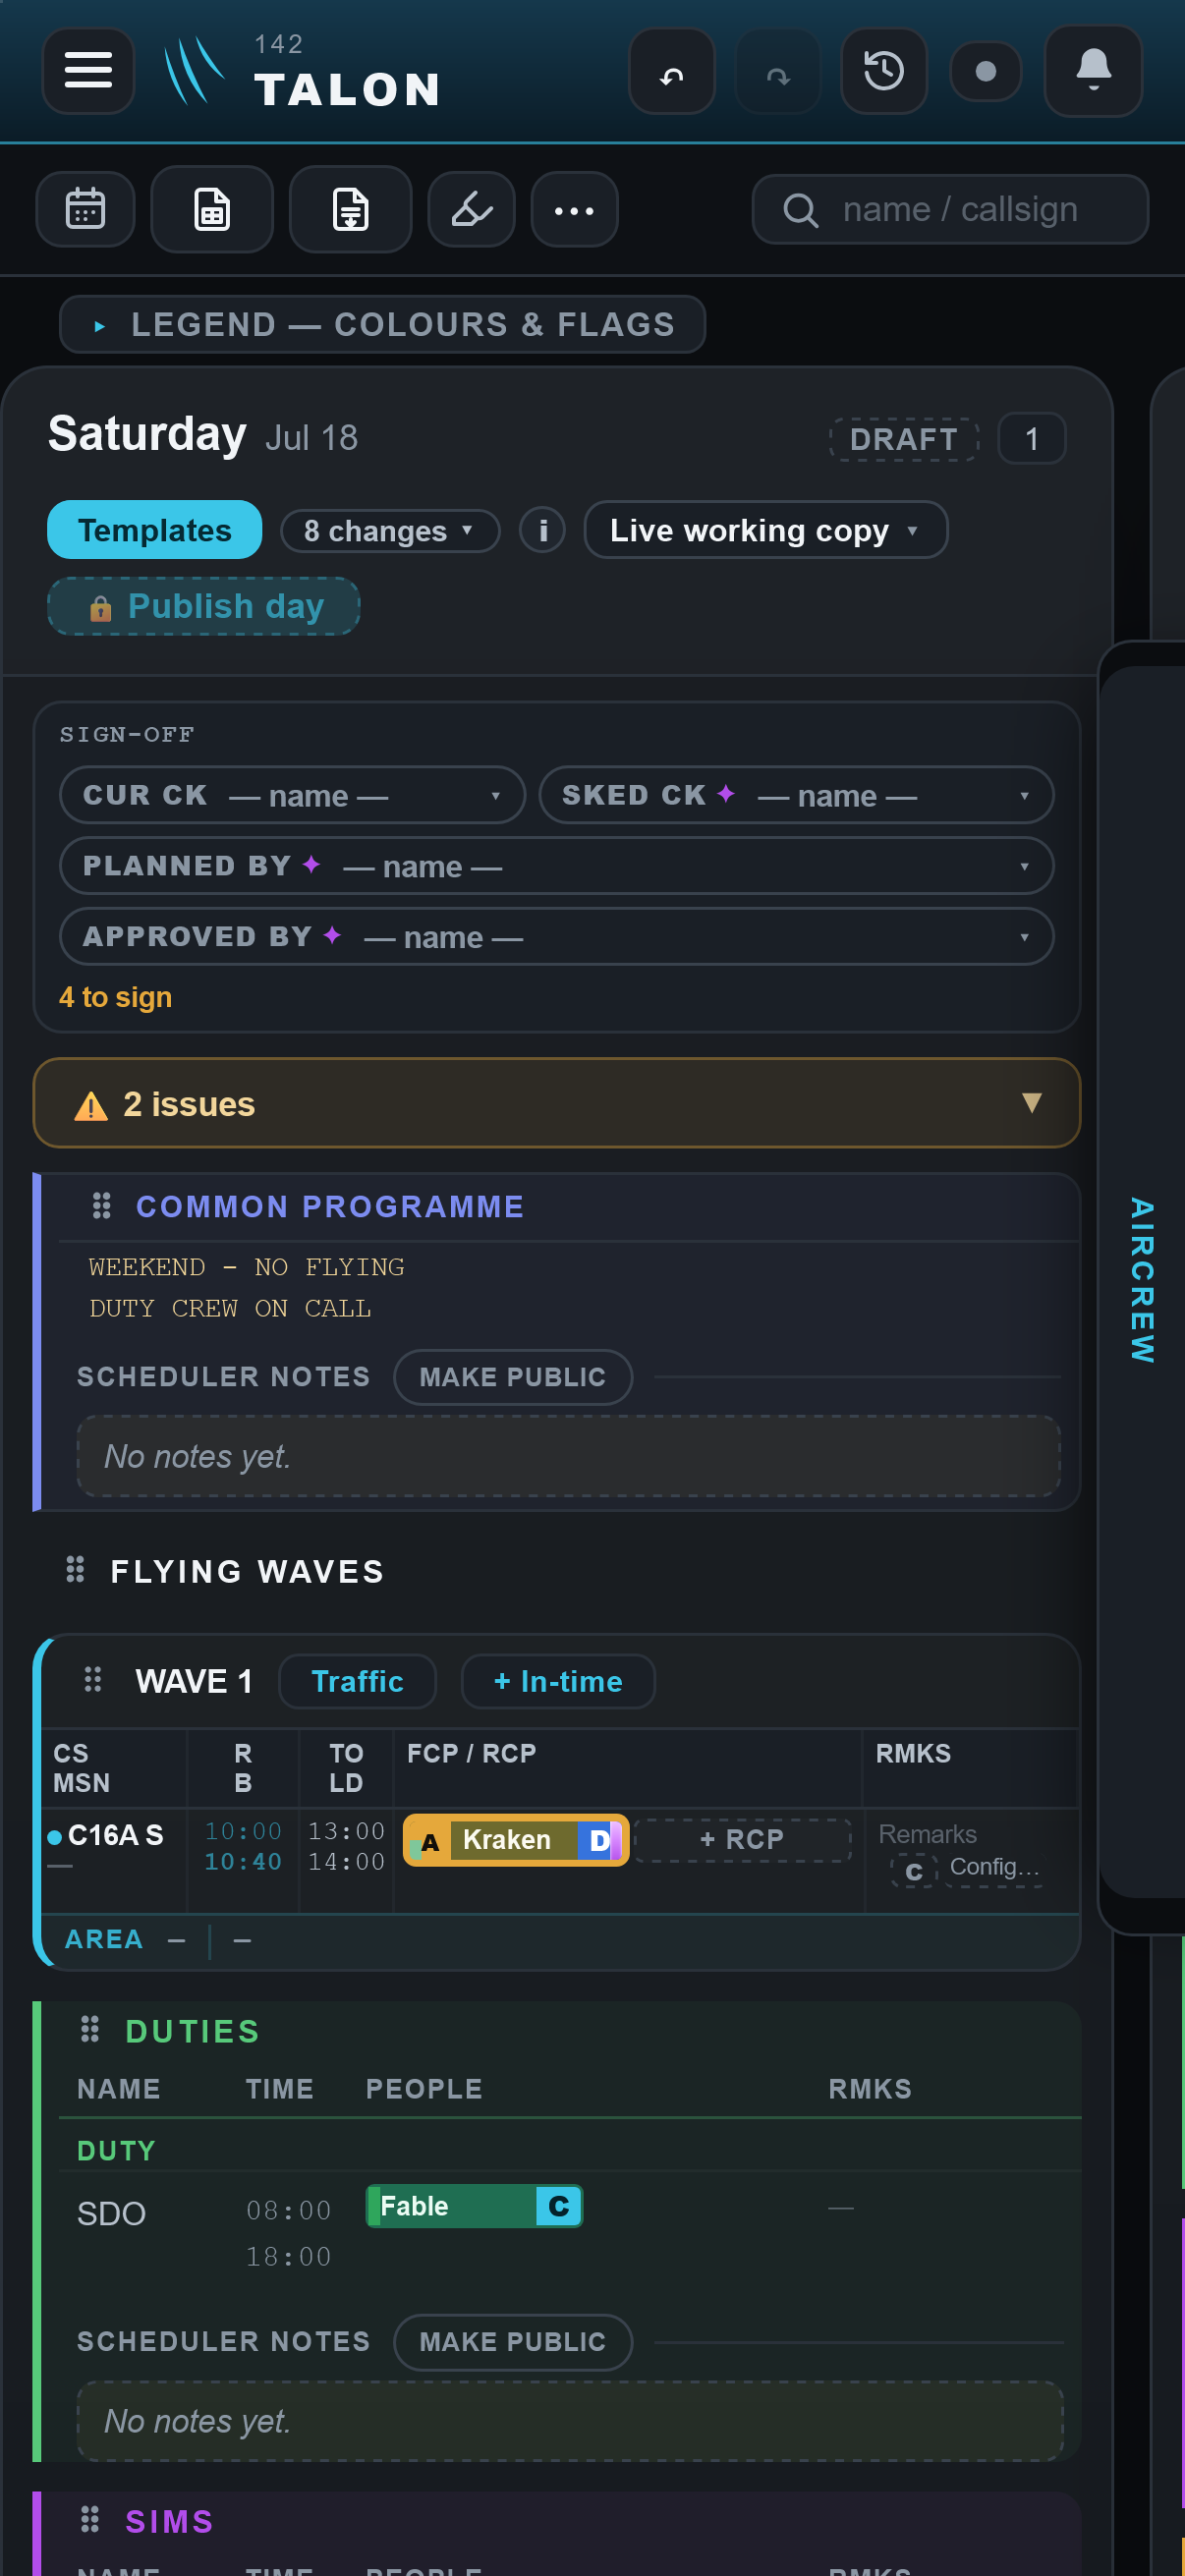 142
TALON
name / callsign
LEGEND — COLOURS & FLAGS
Saturday Jul 18 DRAFT 1
Templates 8 changes i Live working copy
Publish day
SIGN-OFF
CUR CK — name — SKED CK — name —
PLANNED BY — name —
APPROVED BY — name —
4 to sign
2 issues
COMMON PROGRAMME
WEEKEND – NO FLYING
DUTY CREW ON CALL
SCHEDULER NOTES MAKE PUBLIC
No notes yet.
AIRCREW
FLYING WAVES
WAVE 1 Traffic + In-time
CS R TO FCP / RCP RMKS
MSN B LD
C16A S 10:00 13:00 A Kraken D + RCP Remarks
— 10:40 14:00 C Config…
AREA – –
DUTIES
NAME TIME PEOPLE RMKS
DUTY
SDO 08:00 Fable C —
18:00
SCHEDULER NOTES MAKE PUBLIC
No notes yet.
SIMS
NAME TIME PEOPLE RMKS